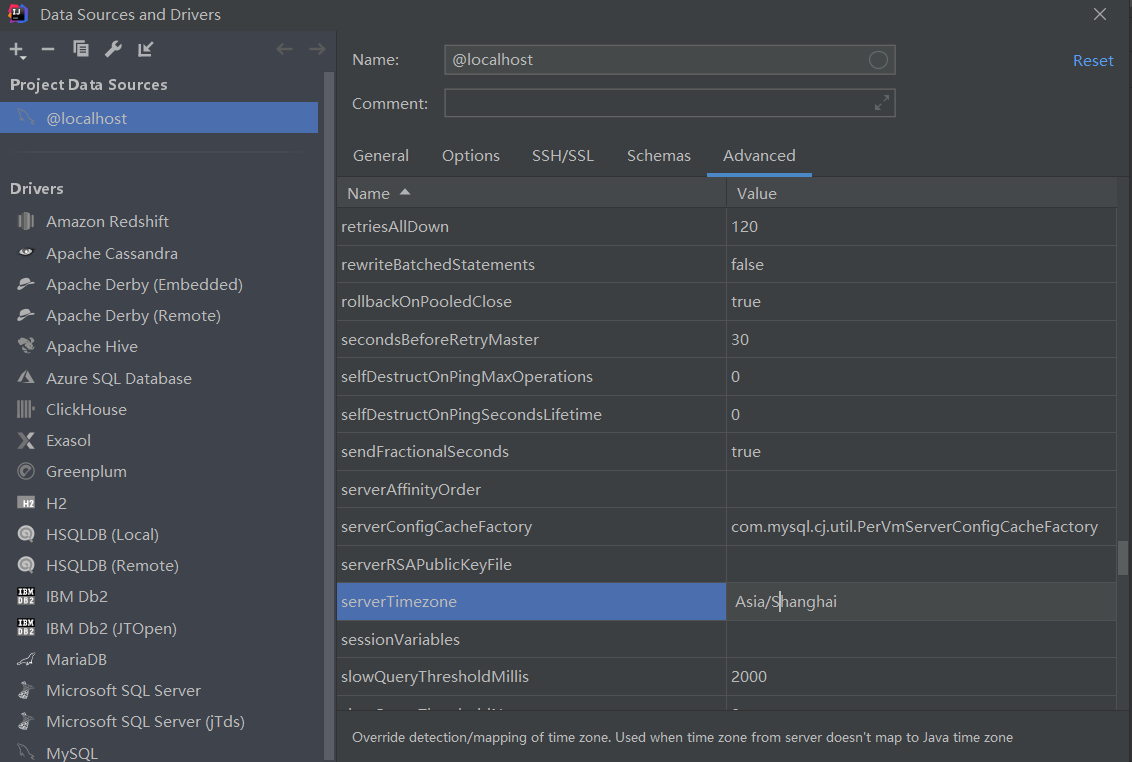 Data Sources and Drivers
Project Data Sources
@localhost
Drivers
Amazon Redshift
Apache Cassandra
Apache Derby (Embedded)
Apache Derby (Remote)
Apache Hive
Azure SQL Database
ClickHouse
Exasol
Greenplum
H2
HSQLDB (Local)
HSQLDB (Remote)
IBM Db2
IBM Db2 (JTOpen)
MariaDB
Microsoft SQL Server
Microsoft SQL Server (jTds)
MySQL
Name: @localhost
Reset
Comment:
General Options SSH/SSL Schemas Advanced
Name Value
retriesAllDown 120
rewriteBatchedStatements false
rollbackOnPooledClose true
secondsBeforeRetryMaster 30
selfDestructOnPingMaxOperations 0
selfDestructOnPingSecondsLifetime 0
sendFractionalSeconds true
serverAffinityOrder
serverConfigCacheFactory com.mysql.cj.util.PerVmServerConfigCacheFactory
serverRSAPublicKeyFile
serverTimezone Asia/Shanghai
sessionVariables
slowQueryThresholdMillis 2000
Override detection/mapping of time zone. Used when time zone from server doesn't map to Java time zone